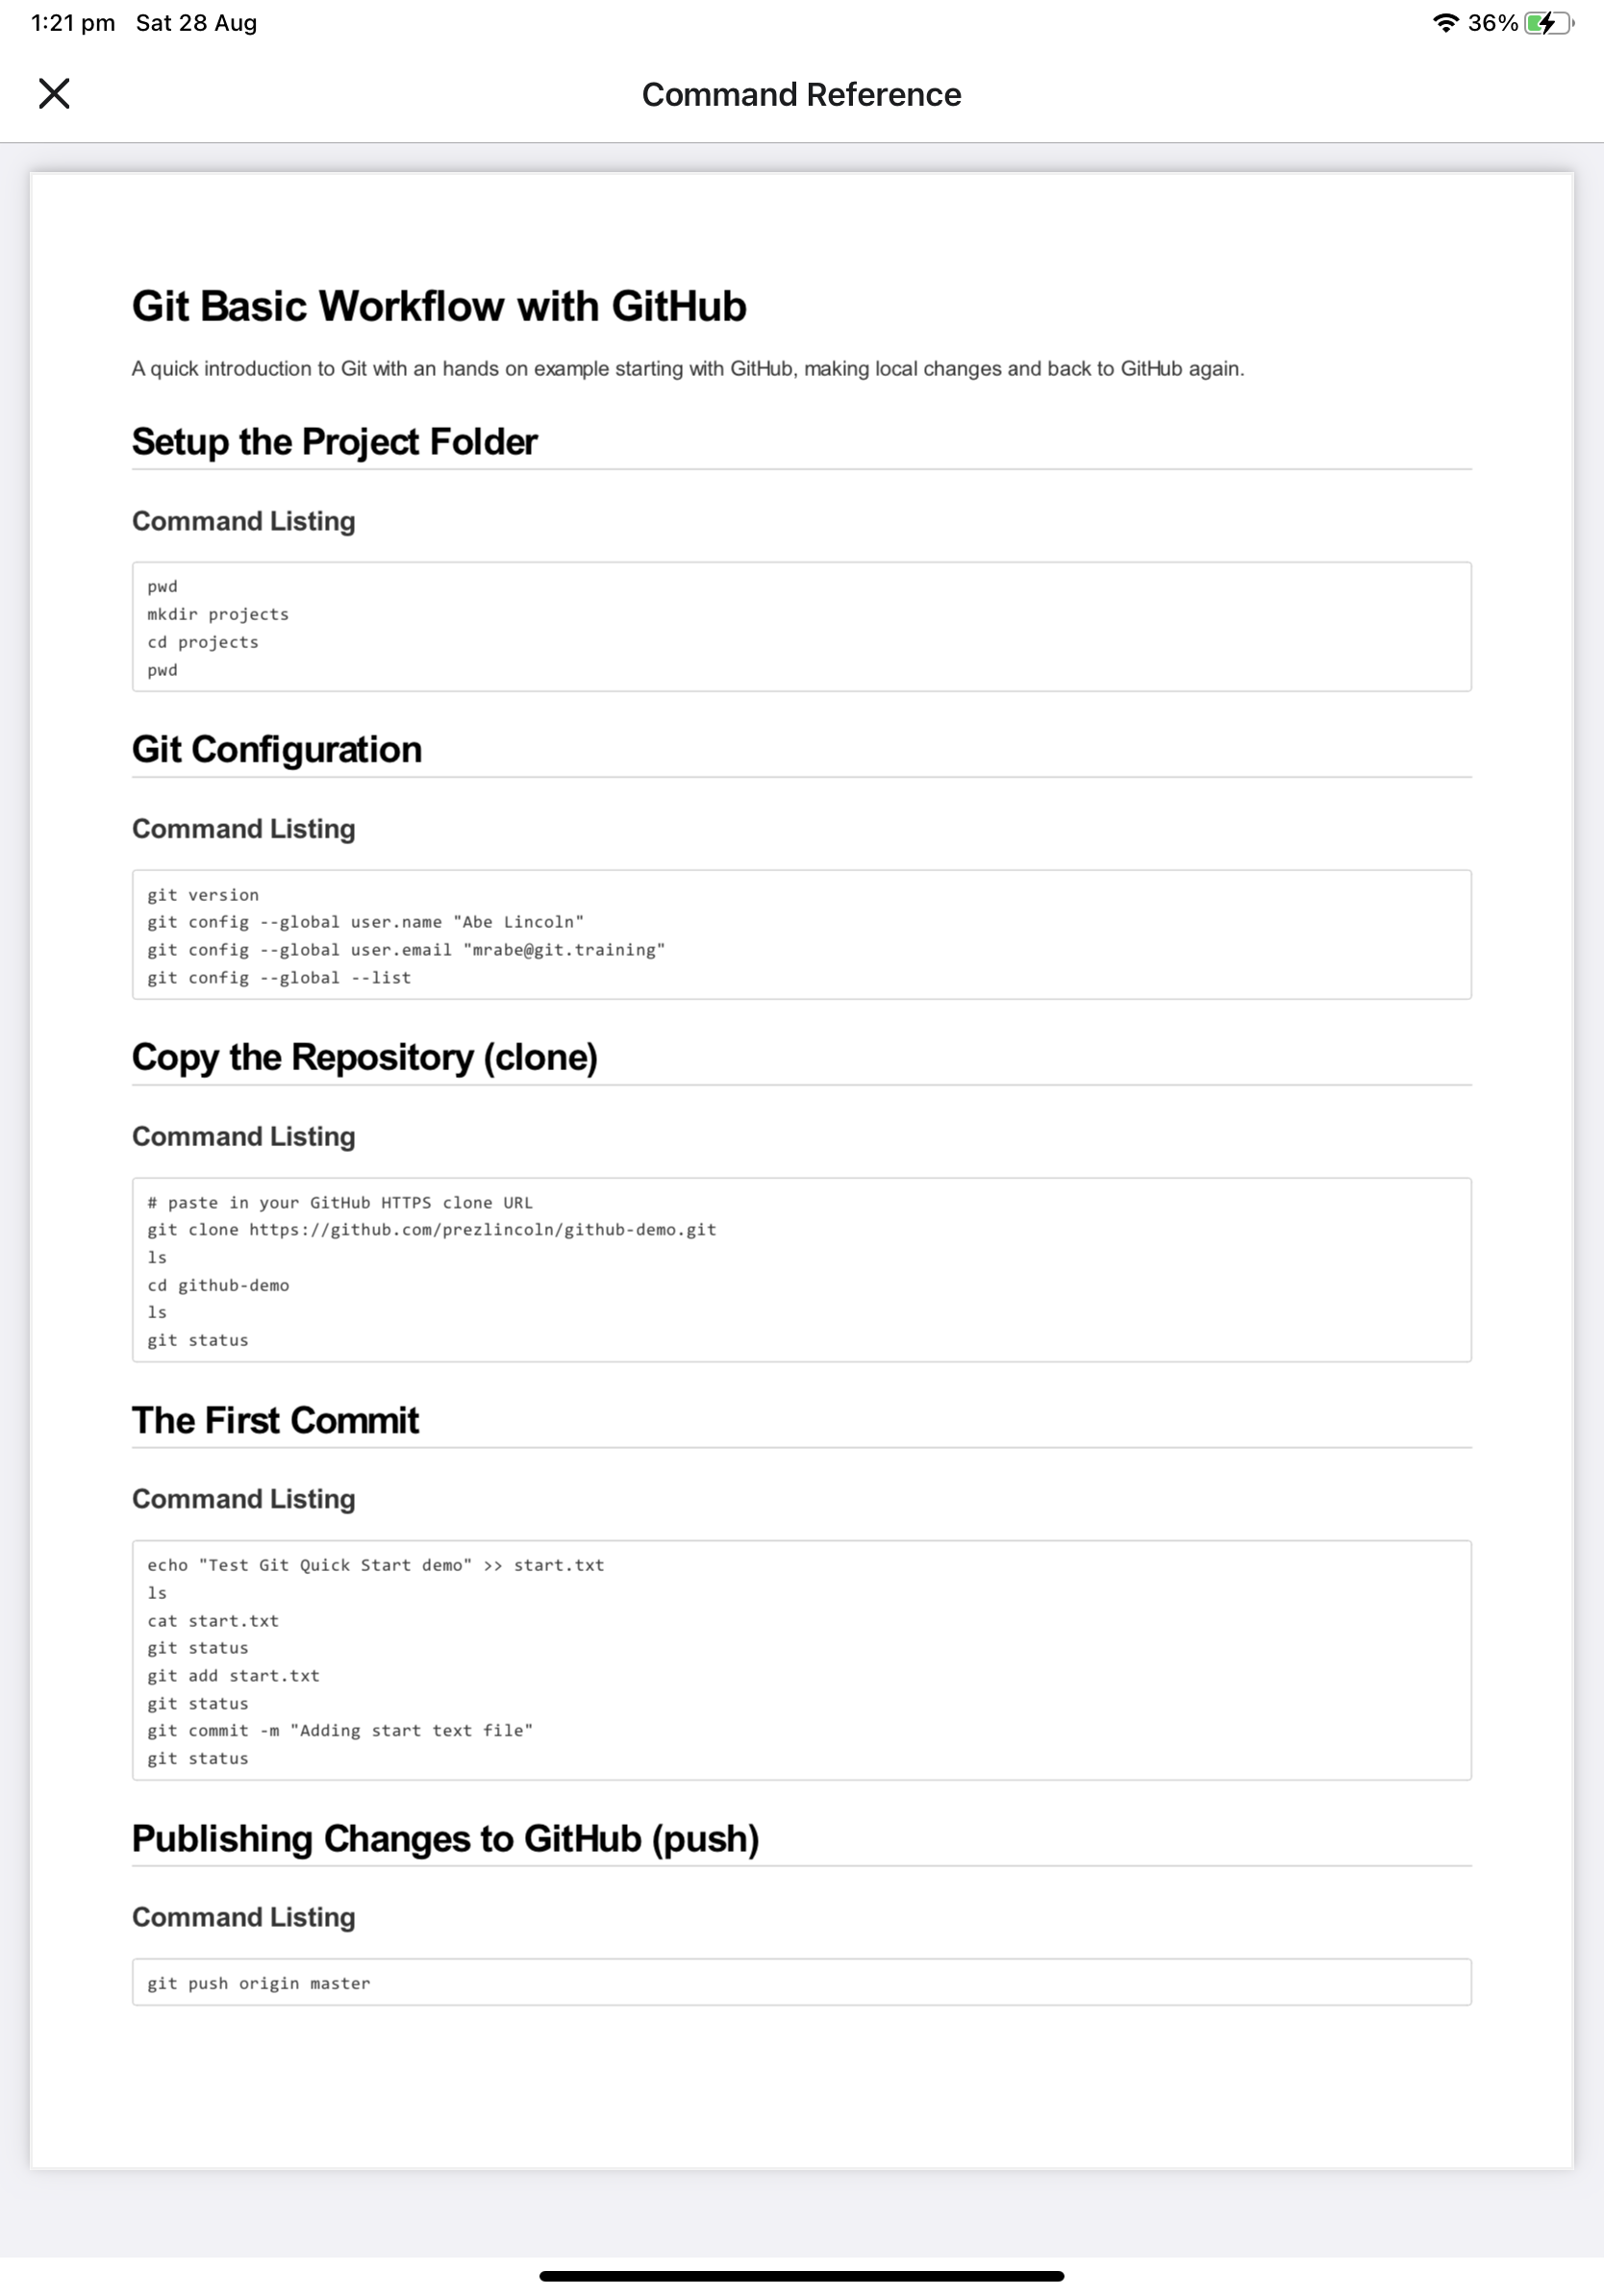 1:21 pm Sat 28 Aug 36%
Command Reference
Git Basic Workflow with GitHub
A quick introduction to Git with an hands on example starting with GitHub, making local changes and back to GitHub again.
Setup the Project Folder
Command Listing
pwd
mkdir projects
cd projects
pwd
Git Configuration
Command Listing
git version
git config --global user.name "Abe Lincoln"
git config --global user.email "mrabe@git.training"
git config --global --list
Copy the Repository (clone)
Command Listing
# paste in your GitHub HTTPS clone URL
git clone https://github.com/prezlincoln/github-demo.git
ls
cd github-demo
ls
git status
The First Commit
Command Listing
echo "Test Git Quick Start demo" >> start.txt
ls
cat start.txt
git status
git add start.txt
git status
git commit -m "Adding start text file"
git status
Publishing Changes to GitHub (push)
Command Listing
git push origin master